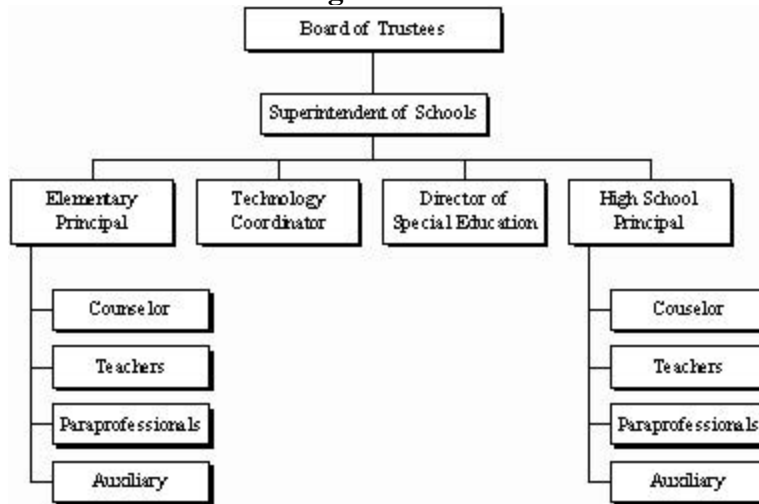 Board of Trustees
Superintendent of Schools
Elementary
Principal
Technology
Coordinator
Director of
Special Education
High School
Principal
Counselor
Teachers
Paraprofessionals
Auxiliary
Couselor
Teachers
Paraprofessionals
Auxiliary